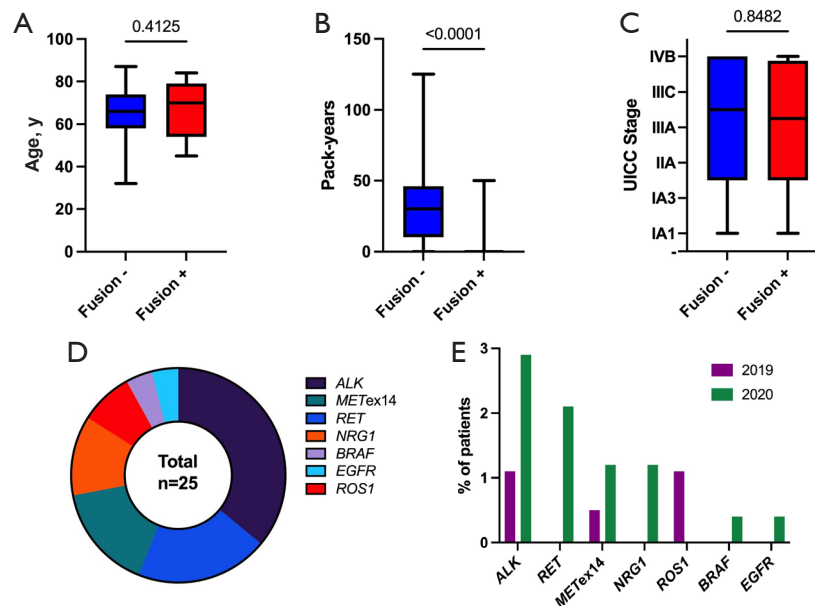 A
0.4125
Age, y
100
80
60
40
20
0
Fusion -
Fusion +
B
<0.0001
Pack-years
150
100
50
0
Fusion -
Fusion +
C
0.8482
UICC Stage
IVB
IIIC
IIIA
IIA
IA3
IA1
-
Fusion -
Fusion +
D
Total
n=25
ALK
METex14
RET
NRG1
BRAF
EGFR
ROS1
E
% of patients
3
2
1
0
2019
2020
ALK
RET
METex14
NRG1
ROS1
BRAF
EGFR